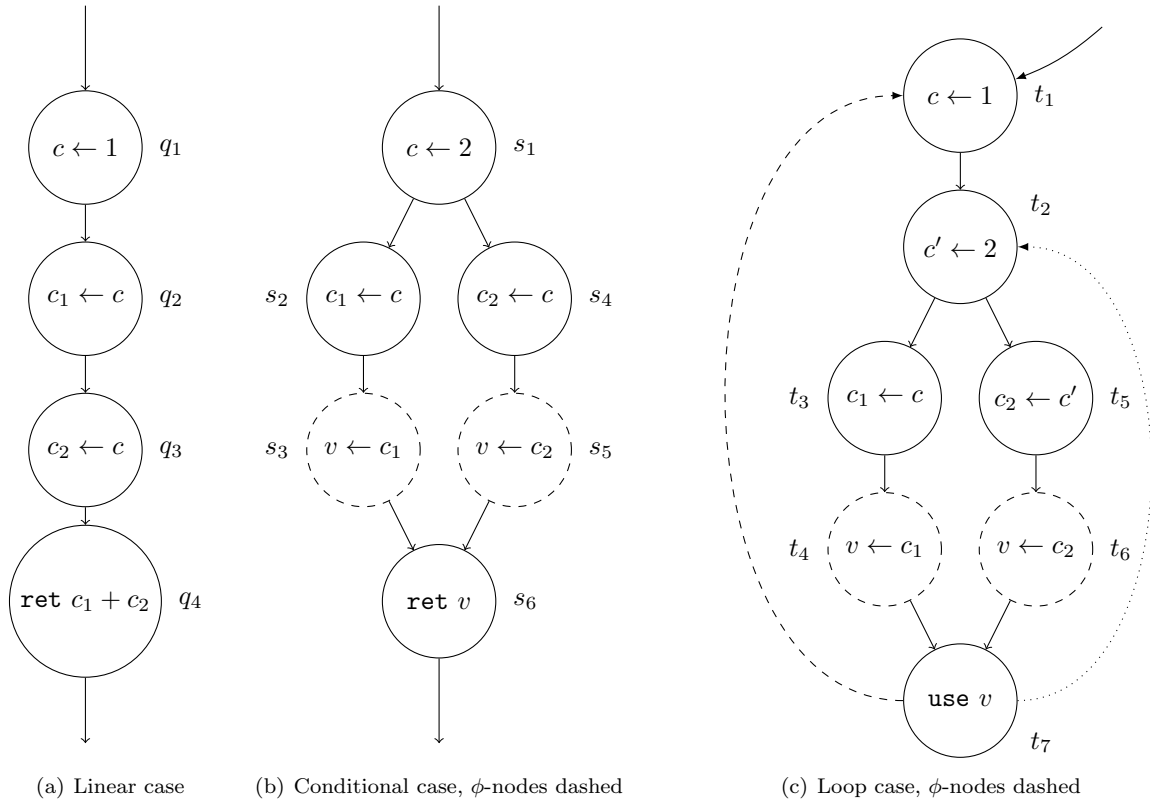 c ← 1 q₁
c₁ ← c q₂
c₂ ← c q₃
ret c₁ + c₂ q₄
(a) Linear case
c ← 2 s₁
s₂ c₁ ← c c₂ ← c s₄
s₃ v ← c₁ v ← c₂ s₅
ret v s₆
(b) Conditional case, ϕ-nodes dashed
c ← 1 t₁
t₂
c′ ← 2
t₃ c₁ ← c c₂ ← c′ t₅
t₄ v ← c₁ v ← c₂ t₆
use v
t₇
(c) Loop case, ϕ-nodes dashed